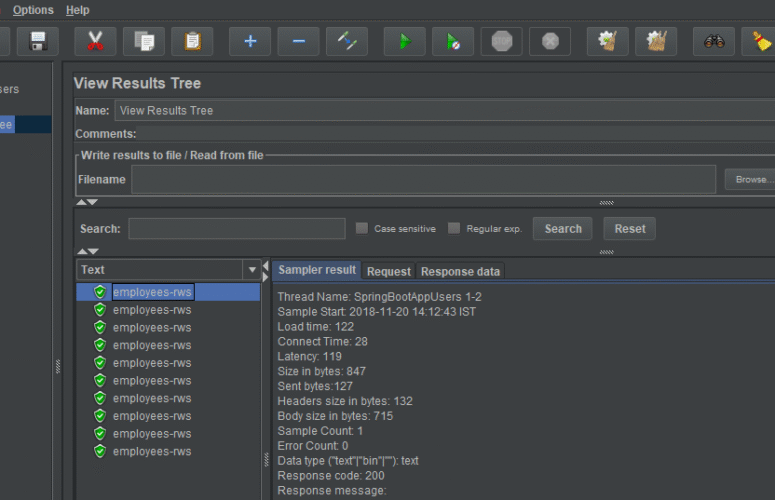 Options Help
View Results Tree
Name: View Results Tree
Comments:
Write results to file / Read from file
Filename Browse...
Search: Case sensitive Regular exp. Search Reset
Text
Sampler result Request Response data
employees-rws
employees-rws
employees-rws
employees-rws
employees-rws
employees-rws
employees-rws
employees-rws
employees-rws
employees-rws
Thread Name: SpringBootAppUsers 1-2
Sample Start: 2018-11-20 14:12:43 IST
Load time: 122
Connect Time: 28
Latency: 119
Size in bytes: 847
Sent bytes:127
Headers size in bytes: 132
Body size in bytes: 715
Sample Count: 1
Error Count: 0
Data type ("text"|"bin"|""): text
Response code: 200
Response message: